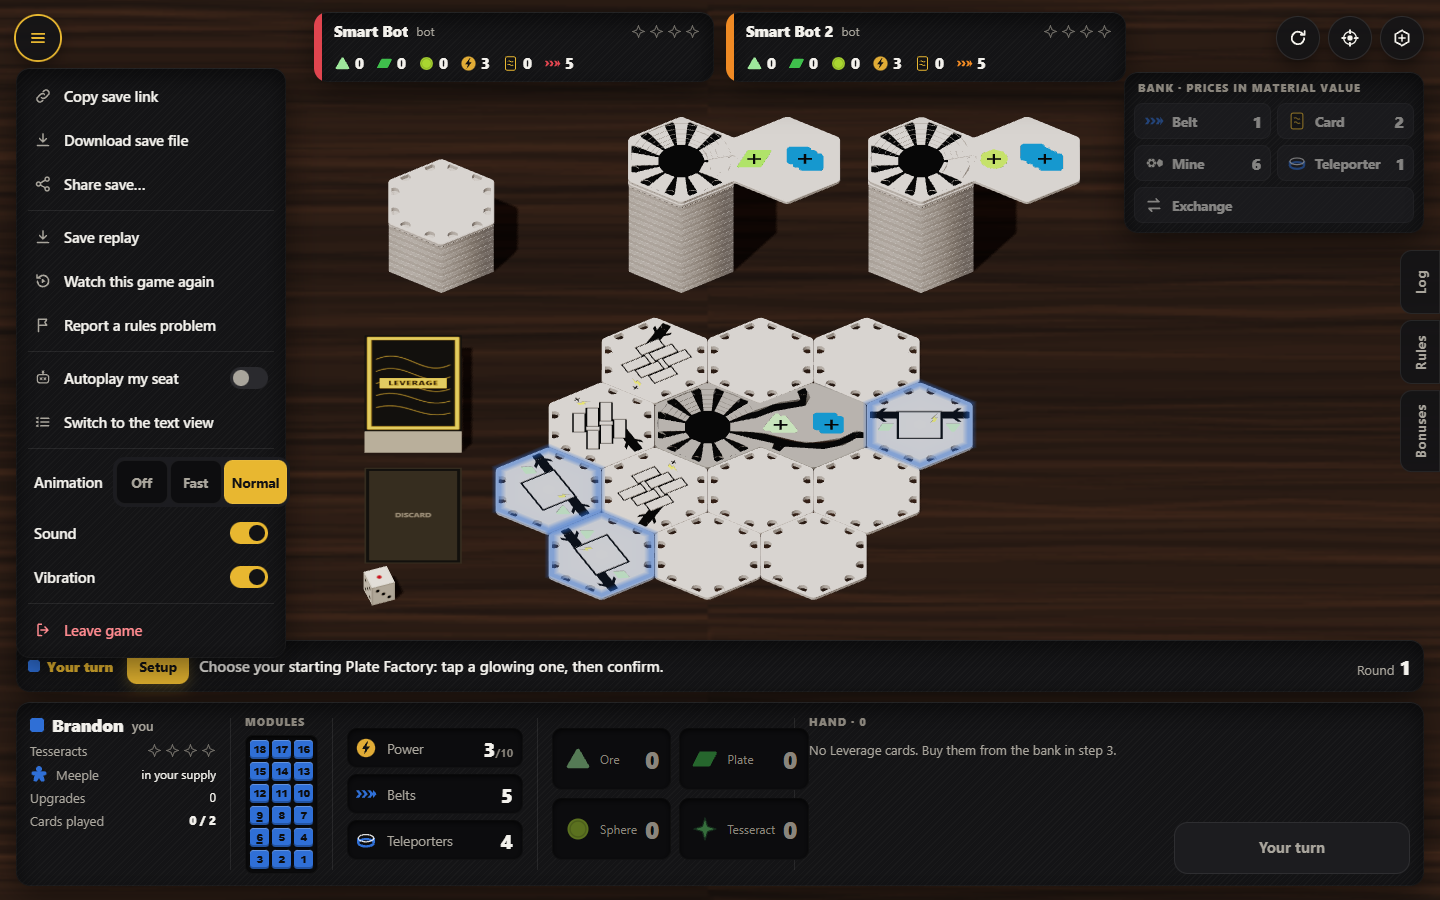 Smart Bot bot
0 0 0 3 0 5
Smart Bot 2 bot
0 0 0 3 0 5
Copy save link
Download save file
Share save...
Save replay
Watch this game again
Report a rules problem
Autoplay my seat
Switch to the text view
Animation Off Fast Normal
Sound
Vibration
Leave game
BANK · PRICES IN MATERIAL VALUE
Belt 1
Card 2
Mine 6
Teleporter 1
Exchange
Log
Rules
Bonuses
LEVERAGE
DISCARD
Your turn Setup Choose your starting Plate Factory: tap a glowing one, then confirm.
Round 1
Brandon you
Tesseracts
Meeple in your supply
Upgrades 0
Cards played 0 / 2
MODULES
18 17 16
15 14 13
12 11 10
9 8 7
6 5 4
3 2 1
Power 3/10
Belts 5
Teleporters 4
Ore 0
Plate 0
Sphere 0
Tesseract 0
HAND · 0
No Leverage cards. Buy them from the bank in step 3.
Your turn